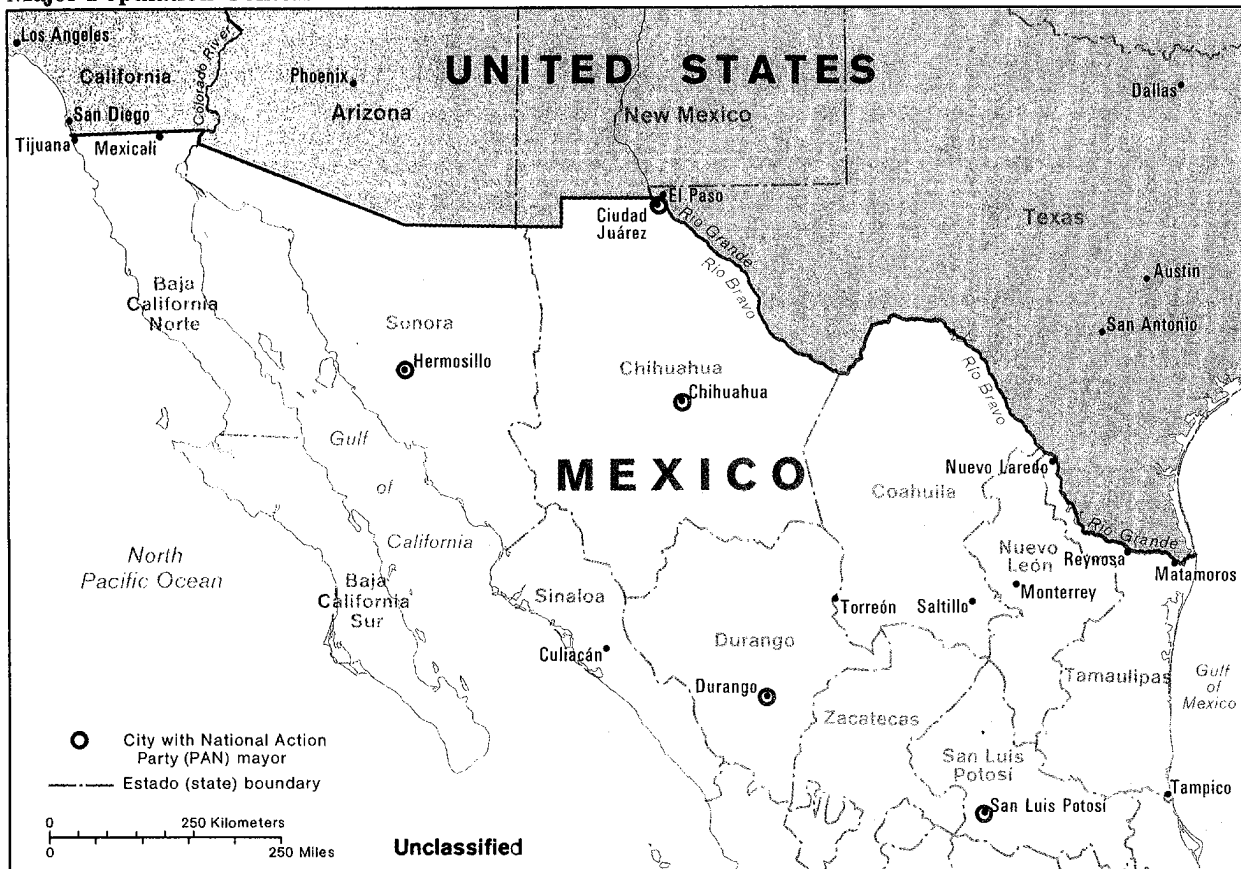 Los Angeles
California
Colorado River
Phoenix
Arizona
UNITED STATES
New Mexico
Dallas
San Diego
Tijuana
Mexicali
El Paso
Ciudad
Juárez
Rio Grande
Río Bravo
Texas
Austin
San Antonio
Baja
California
Norte
Sonora
Hermosillo
Chihuahua
Chihuahua
Río Bravo
Gulf
of
California
MEXICO
Nuevo Laredo
Coahuila
Rio Grande
North
Pacific Ocean
Baja
California
Sur
Sinaloa
Nuevo
León
Reynosa
Matamoros
Torreón
Saltillo
Monterrey
Culiacán
Durango
Durango
Zacatecas
Tamaulipas
Gulf
of
Mexico
San Luis
Potosí
San Luis Potosí
Tampico
City with National Action
Party (PAN) mayor
Estado (state) boundary
0 250 Kilometers
0 250 Miles
Unclassified